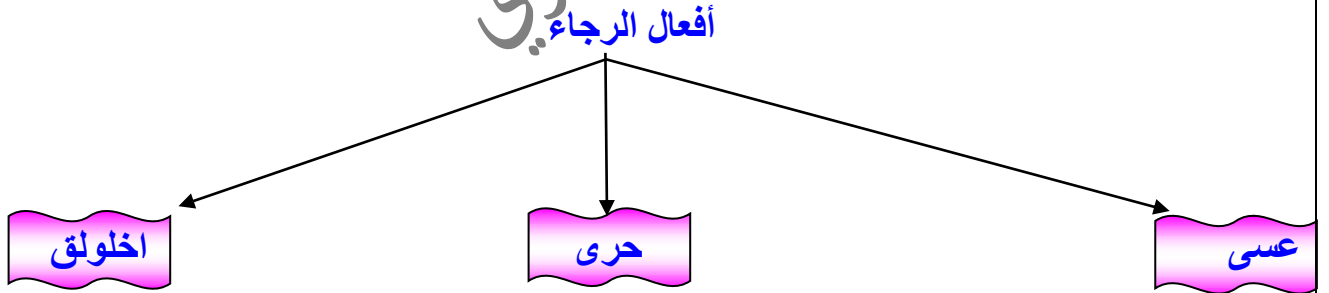 أفعال الرجاء
عسى
حرى
اخلولق